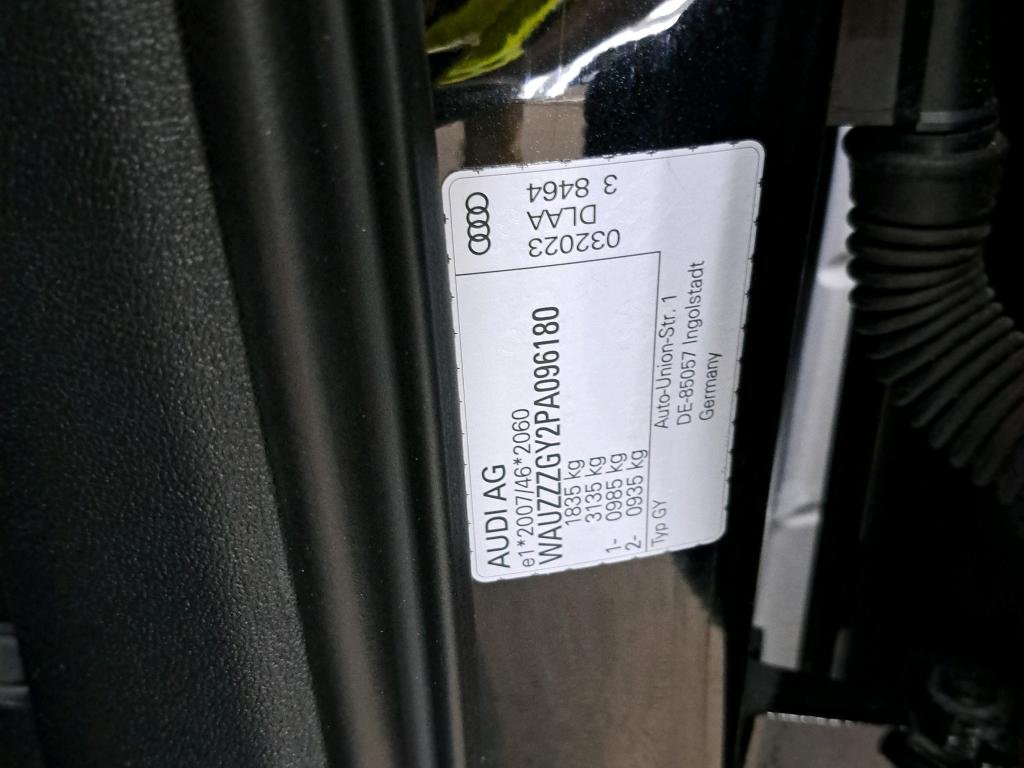 AUDI AG
e1*2007/46*2060
WAUZZZGY2PA096180
1835 kg
3135 kg
1- 0985 kg
2- 0935 kg
Typ GY
Auto-Union-Str. 1
DE-85057 Ingolstadt
Germany
032023
DLAA
3 8464